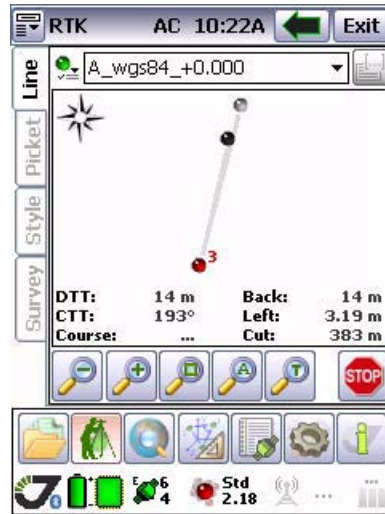 RTK AC 10:22A Exit
Line
Picket
Style
Survey
A_wgs84_+0.000
3
DTT: 14 m Back: 14 m
CTT: 193° Left: 3.19 m
Course: ... Cut: 383 m
A T STOP
E 6 Std
4 2.18 ...